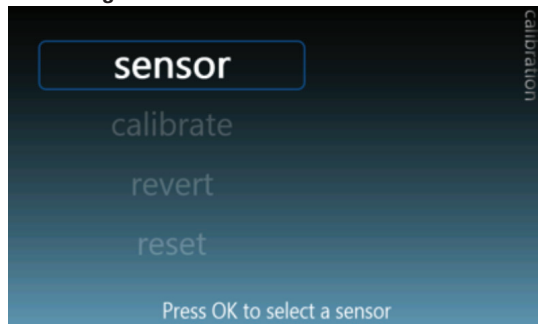 sensor
calibrate
revert
reset
Press OK to select a sensor
calibration